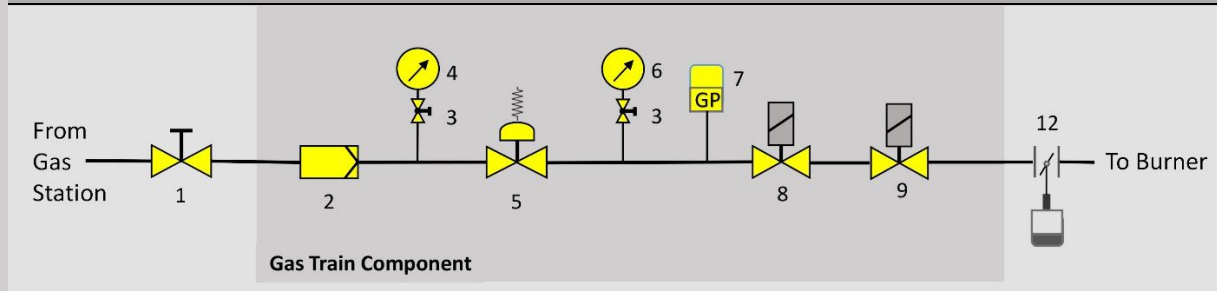 4
6
7
GP
3
3
12
From
Gas
Station
To Burner
1
2
5
8
9
Gas Train Component